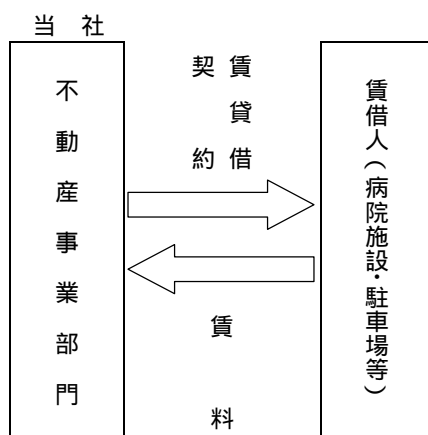 当 社
不動産事業部門
賃貸借
契約
賃料
賃借人(病院施設・駐車場等)